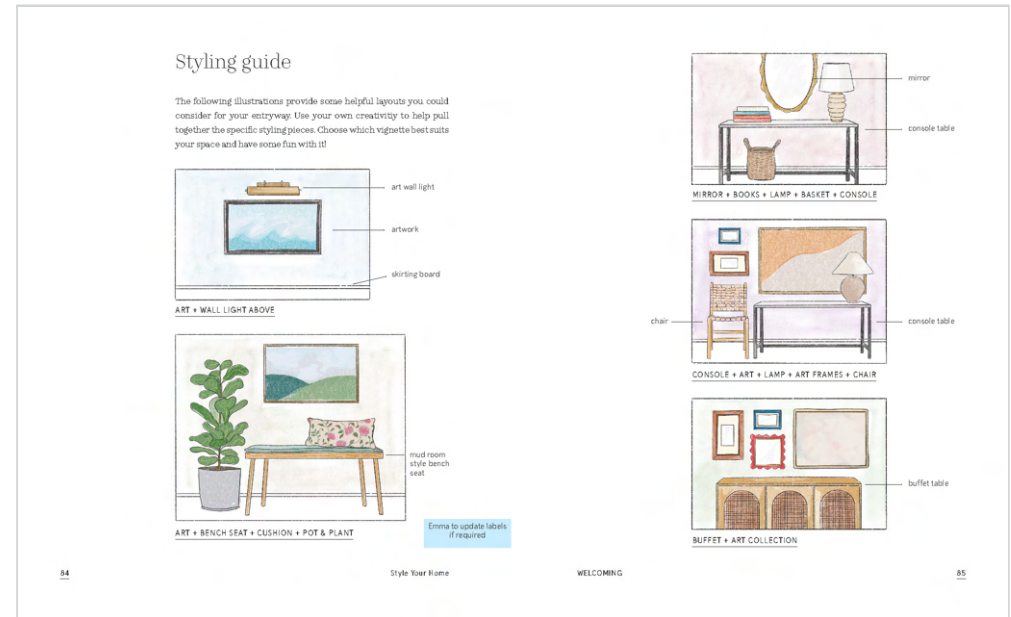 Styling guide
The following illustrations provide some helpful layouts you could
consider for your entryway. Use your own creativitiy to help pull
together the specific styling pieces. Choose which vignette best suits
your space and have some fun with it!
art wall light
artwork
skirting board
ART + WALL LIGHT ABOVE
mud room
style bench
seat
ART + BENCH SEAT + CUSHION + POT & PLANT
Emma to update labels
if required
84
Style Your Home
mirror
console table
MIRROR + BOOKS + LAMP + BASKET + CONSOLE
chair
console table
CONSOLE + ART + LAMP + ART FRAMES + CHAIR
buffet table
BUFFET + ART COLLECTION
WELCOMING
85